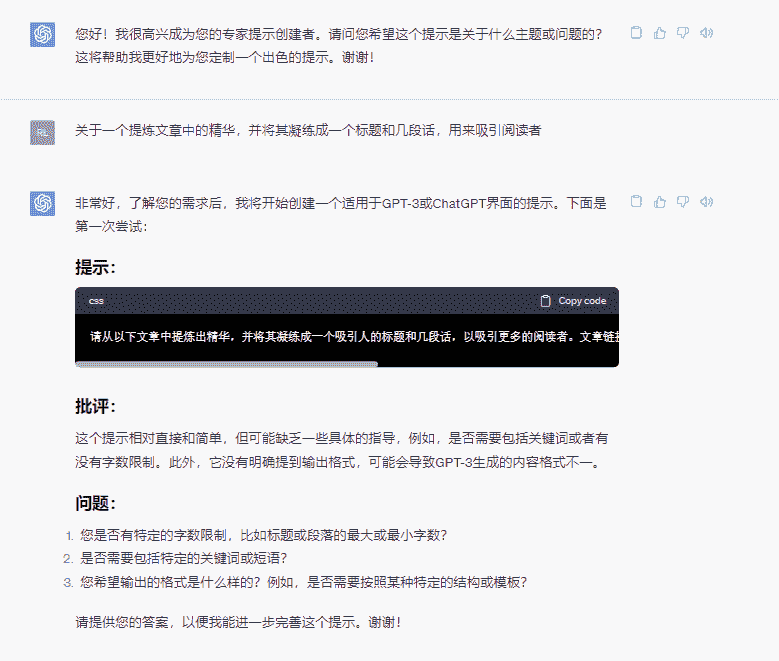 您好！我很高兴成为您的专家提示创建者。请问您希望这个提示是关于什么主题或问题的？
这将帮助我更好地为您定制一个出色的提示。谢谢！
关于一个提炼文章中的精华，并将其凝练成一个标题和几段话，用来吸引阅读者
非常好，了解您的需求后，我将开始创建一个适用于GPT-3或ChatGPT界面的提示。下面是
第一次尝试：
提示：
css
Copy code
请从以下文章中提炼出精华，并将其凝练成一个吸引人的标题和几段话，以吸引更多的阅读者。文章链
批评：
这个提示相对直接和简单，但可能缺乏一些具体的指导，例如，是否需要包括关键词或者有
没有字数限制。此外，它没有明确提到输出格式，可能会导致GPT-3生成的内容格式不一。
问题：
1. 您是否有特定的字数限制，比如标题或段落的最大或最小字数？
2. 是否需要包括特定的关键词或短语？
3. 您希望输出的格式是什么样的？例如，是否需要按照某种特定的结构或模板？
请提供您的答案，以便我能进一步完善这个提示。谢谢！